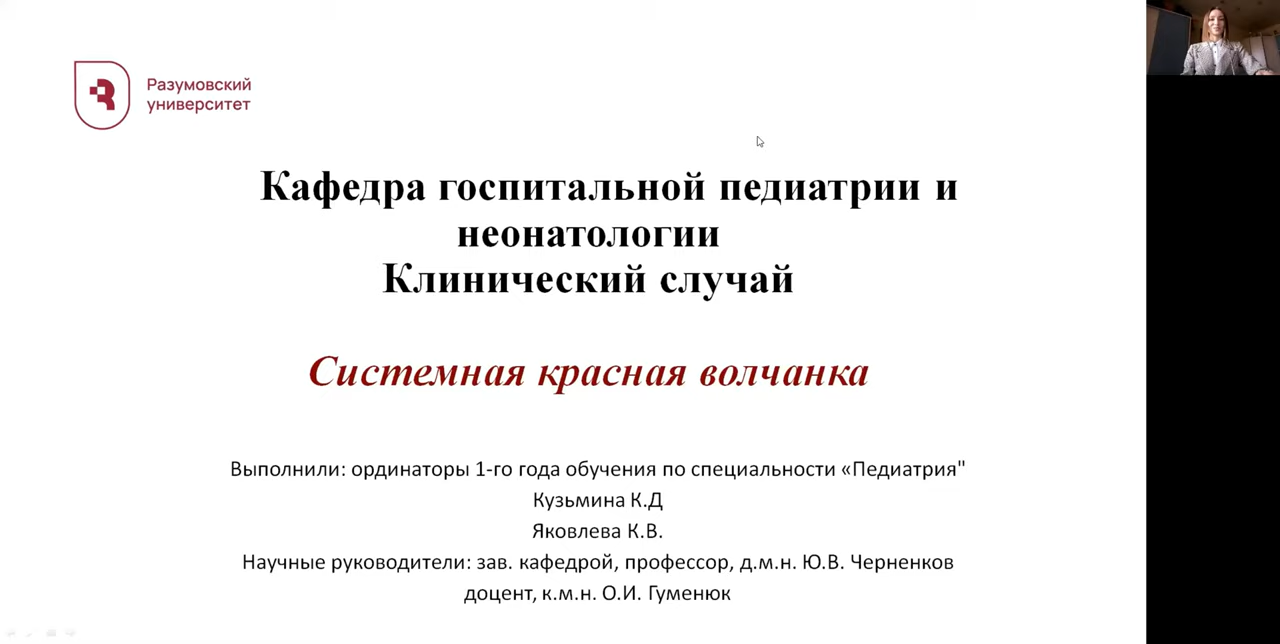 Разумовский
университет
Кафедра госпитальной педиатрии и
неонатологии
Клинический случай
Системная красная волчанка
Выполнили: ординаторы 1-го года обучения по специальности «Педиатрия"
Кузьмина К.Д
Яковлева К.В.
Научные руководители: зав. кафедрой, профессор, д.м.н. Ю.В. Черненков
доцент, к.м.н. О.И. Гуменюк